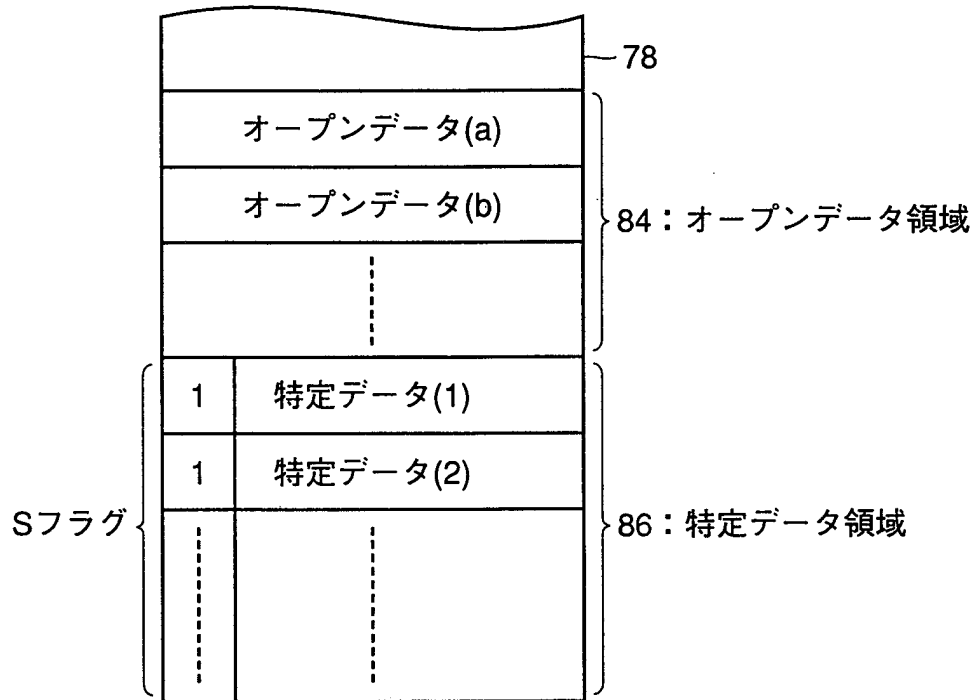 78
オープンデータ(a)
オープンデータ(b)
84：オープンデータ領域
1 特定データ(1)
1 特定データ(2)
Sフラグ
86：特定データ領域